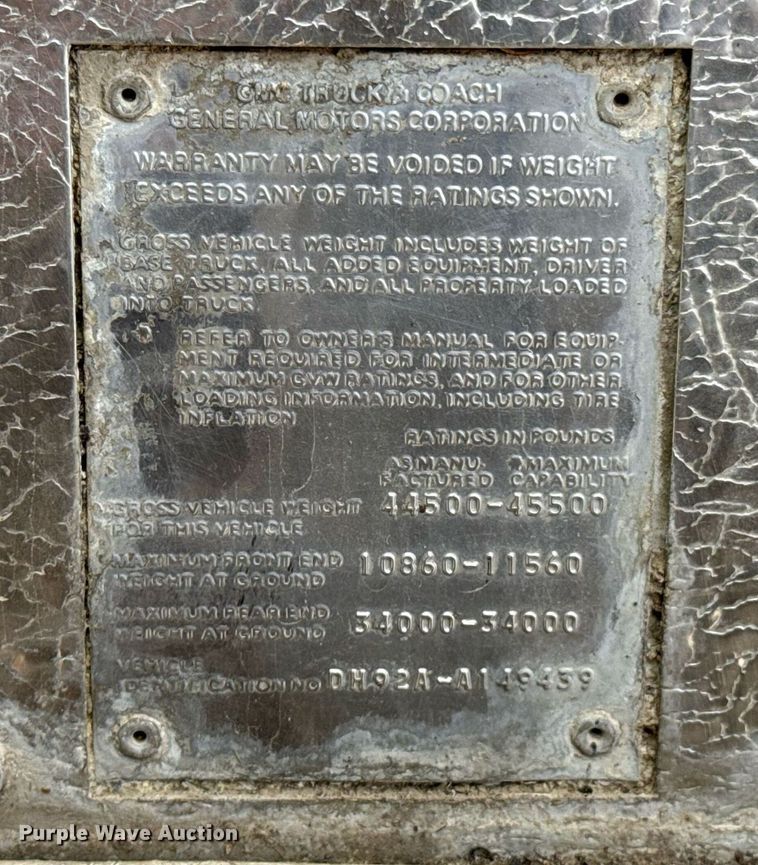 GMC TRUCK & COACH
GENERAL MOTORS CORPORATION
WARRANTY MAY BE VOIDED IF WEIGHT
EXCEEDS ANY OF THE RATINGS SHOWN.
GROSS VEHICLE WEIGHT INCLUDES WEIGHT OF
BASE TRUCK, ALL ADDED EQUIPMENT, DRIVER
AND PASSENGERS, AND ALL PROPERTY LOADED
INTO TRUCK
REFER TO OWNER'S MANUAL FOR EQUIP-
MENT REQUIRED FOR INTERMEDIATE OR
MAXIMUM GVW RATINGS, AND FOR OTHER
LOADING INFORMATION, INCLUDING TIRE
INFLATION
RATINGS IN POUNDS
AS MANU- MAXIMUM
FACTURED CAPABILITY
GROSS VEHICLE WEIGHT 44500-45500
FOR THIS VEHICLE
MAXIMUM FRONT END 10860-11560
WEIGHT AT GROUND
MAXIMUM REAR END 34000-34000
WEIGHT AT GROUND
VEHICLE
IDENTIFICATION NO DH92A-A149439
Purple Wave Auction